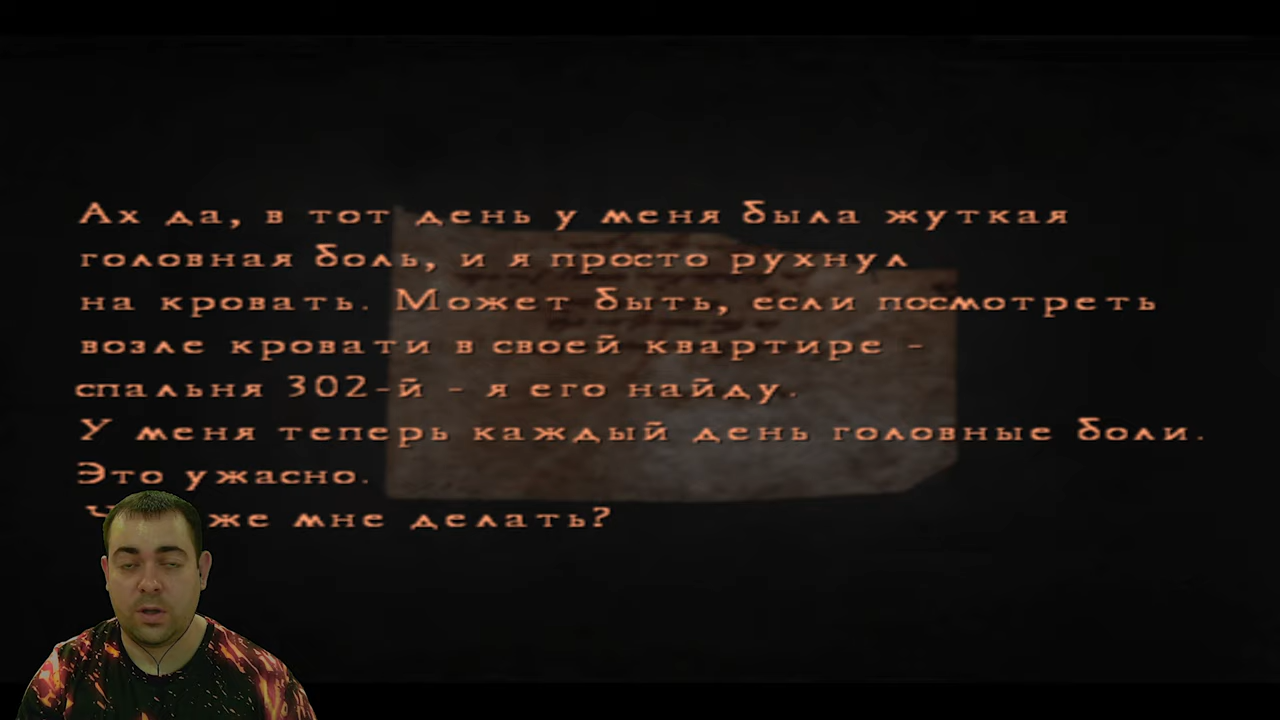 Ах да, в тот день у меня была жуткая
головная боль, и я просто рухнул
на кровать. Может быть, если посмотреть
возле кровати в своей квартире -
спальня 302-й - я его найду.
У меня теперь каждый день головные боли.
Это ужасно.
же мне делать?